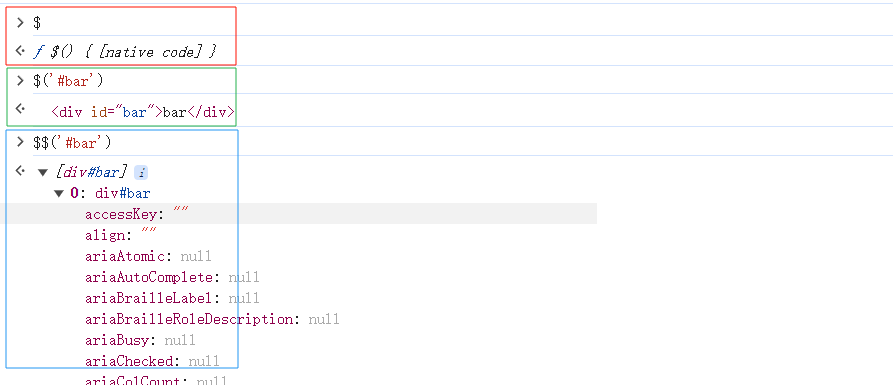 > $
<· ƒ $() { [native code] }
> $('#bar')
<· <div id="bar">bar</div>
> $$('#bar')
<· ▼ [div#bar] i
▼ 0: div#bar
accessKey: ""
align: ""
ariaAtomic: null
ariaAutoComplete: null
ariaBrailleLabel: null
ariaBrailleRoleDescription: null
ariaBusy: null
ariaChecked: null
ariaColCount: null